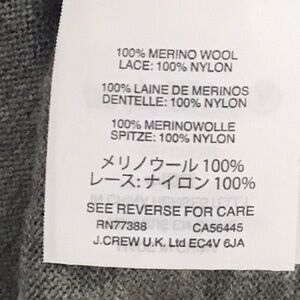 100% MERINO WOOL
LACE: 100% NYLON
100% LAINE DE MERINOS
DENTELLE: 100% NYLON
100% MERINOWOLLE
SPITZE: 100% NYLON
メリノウール 100%
レース: ナイロン 100%
SEE REVERSE FOR CARE
RN77388 CA56445
J.CREW U.K. Ltd EC4V 6JA